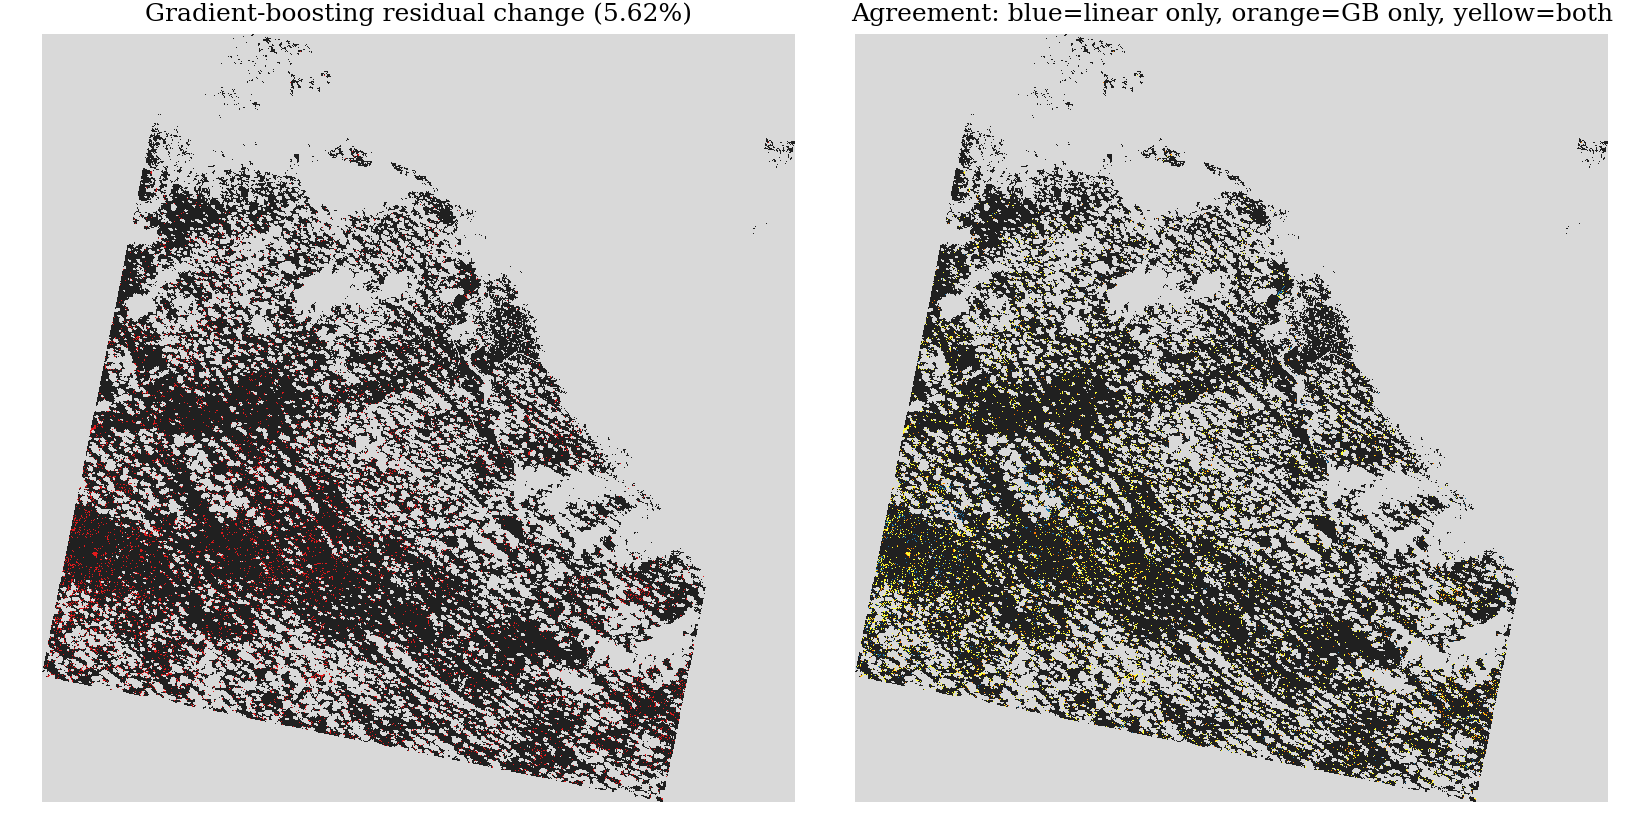 Gradient-boosting residual change (5.62%)
Agreement: blue=linear only, orange=GB only, yellow=both